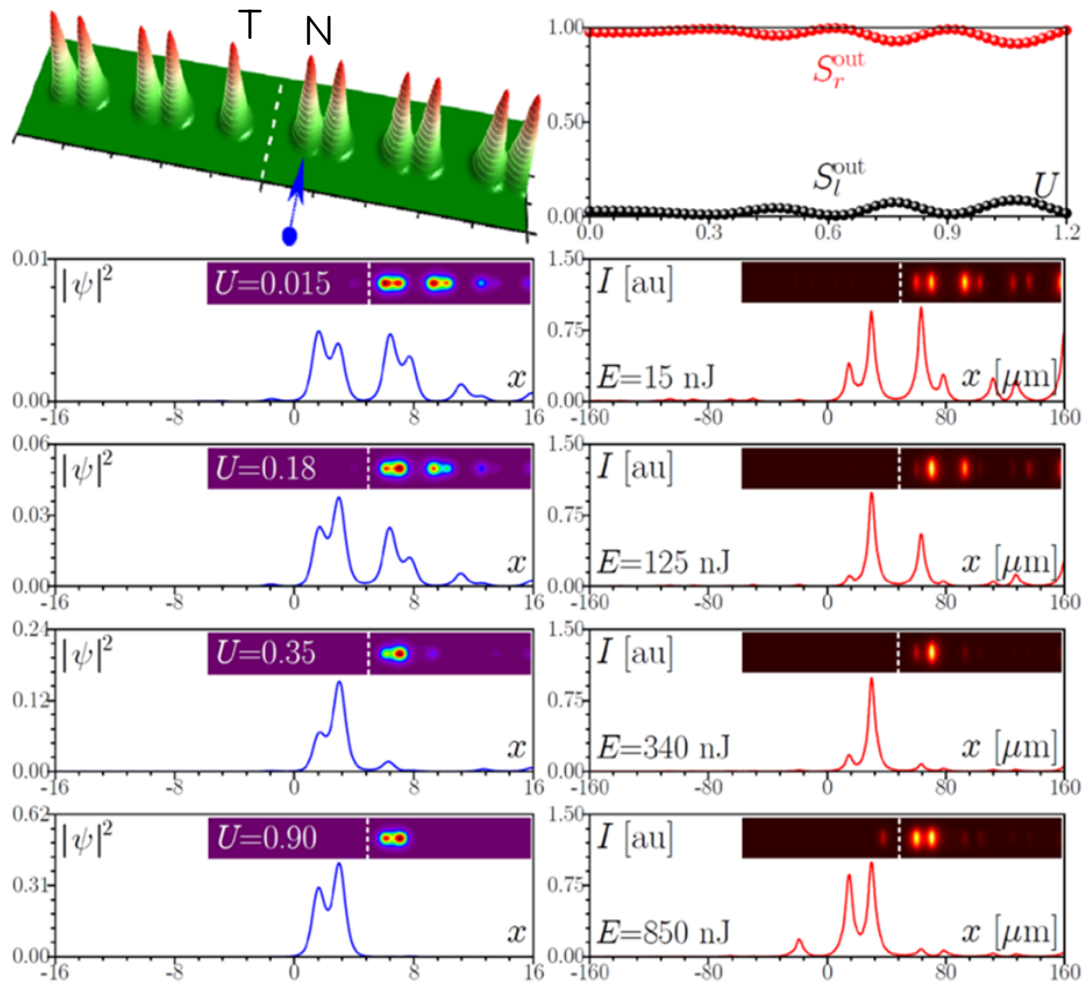 T N
1.00
0.50
0.00
S_r^out
S_l^out
U
0.0 0.3 0.6 0.9 1.2
0.01
0.00
|ψ|²
U=0.015
x
-16 -8 0 8 16
1.50
0.75
0.00
I [au]
E=15 nJ
x [μm]
-160 -80 0 80 160
0.06
0.03
0.00
|ψ|²
U=0.18
x
-16 -8 0 8 16
1.50
0.75
0.00
I [au]
E=125 nJ
x [μm]
-160 -80 0 80 160
0.24
0.12
0.00
|ψ|²
U=0.35
x
-16 -8 0 8 16
1.50
0.75
0.00
I [au]
E=340 nJ
x [μm]
-160 -80 0 80 160
0.62
0.31
0.00
|ψ|²
U=0.90
x
-16 -8 0 8 16
1.50
0.75
0.00
I [au]
E=850 nJ
x [μm]
-160 -80 0 80 160